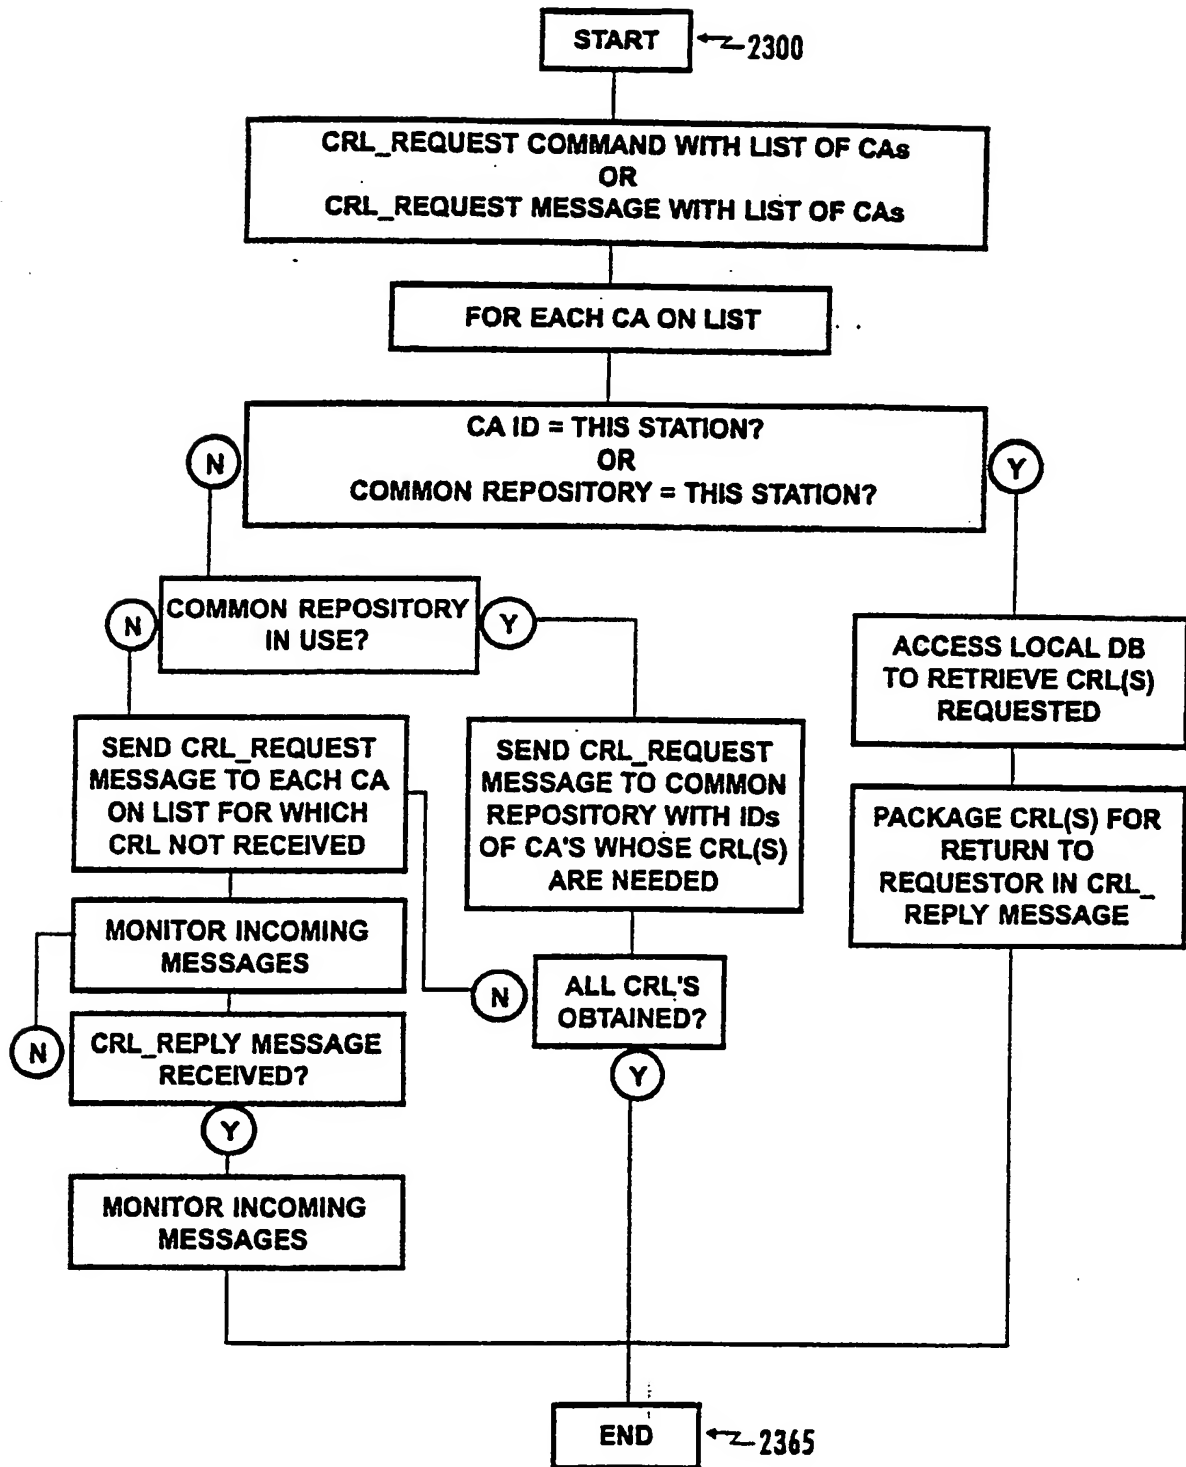 START
2300
CRL_REQUEST COMMAND WITH LIST OF CAs
OR
CRL_REQUEST MESSAGE WITH LIST OF CAs
FOR EACH CA ON LIST
CA ID = THIS STATION?
OR
COMMON REPOSITORY = THIS STATION?
N
Y
COMMON REPOSITORY
IN USE?
N
Y
ACCESS LOCAL DB
TO RETRIEVE CRL(S)
REQUESTED
SEND CRL_REQUEST
MESSAGE TO EACH CA
ON LIST FOR WHICH
CRL NOT RECEIVED
SEND CRL_REQUEST
MESSAGE TO COMMON
REPOSITORY WITH IDs
OF CA'S WHOSE CRL(S)
ARE NEEDED
PACKAGE CRL(S) FOR
RETURN TO
REQUESTOR IN CRL_
REPLY MESSAGE
MONITOR INCOMING
MESSAGES
N
ALL CRL'S
OBTAINED?
N
CRL_REPLY MESSAGE
RECEIVED?
Y
Y
MONITOR INCOMING
MESSAGES
END
2365